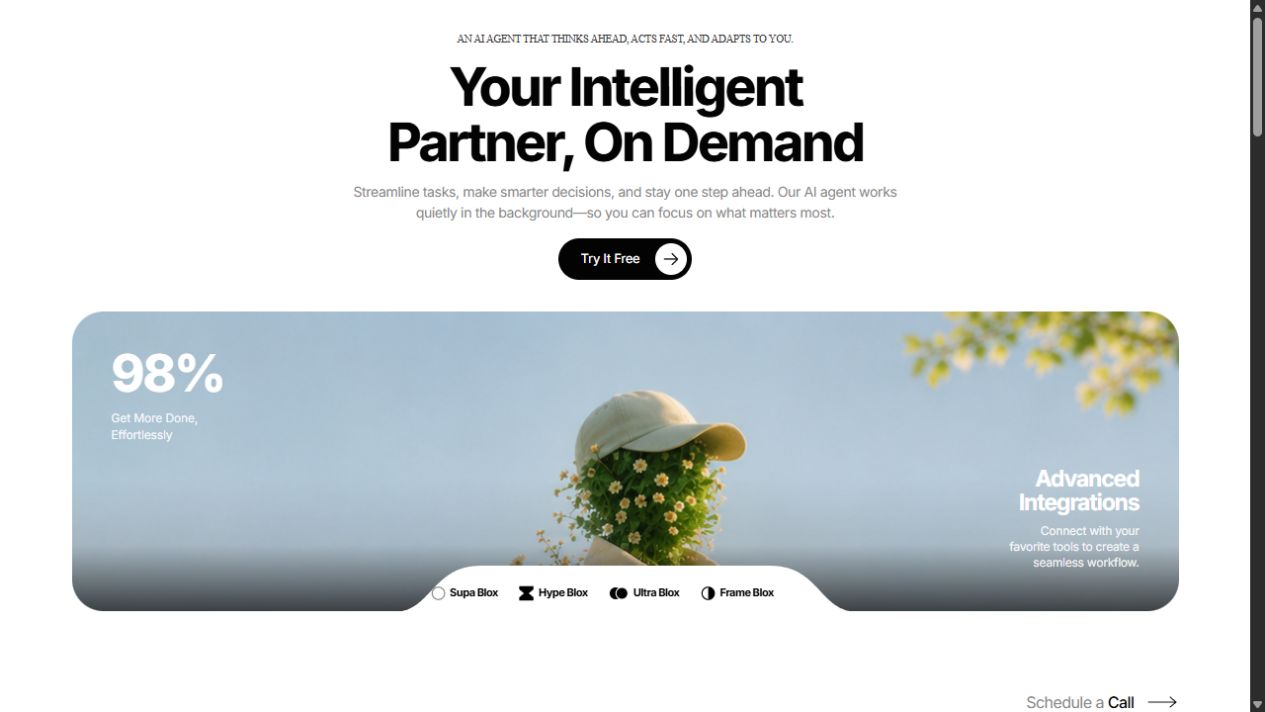 AN AI AGENT THAT THINKS AHEAD, ACTS FAST, AND ADAPTS TO YOU.
Your Intelligent
Partner, On Demand
Streamline tasks, make smarter decisions, and stay one step ahead. Our AI agent works
quietly in the background—so you can focus on what matters most.
Try It Free
98%
Get More Done,
Effortlessly
Advanced
Integrations
Connect with your
favorite tools to create a
seamless workflow.
Supa Blox
Hype Blox
Ultra Blox
Frame Blox
Schedule a Call